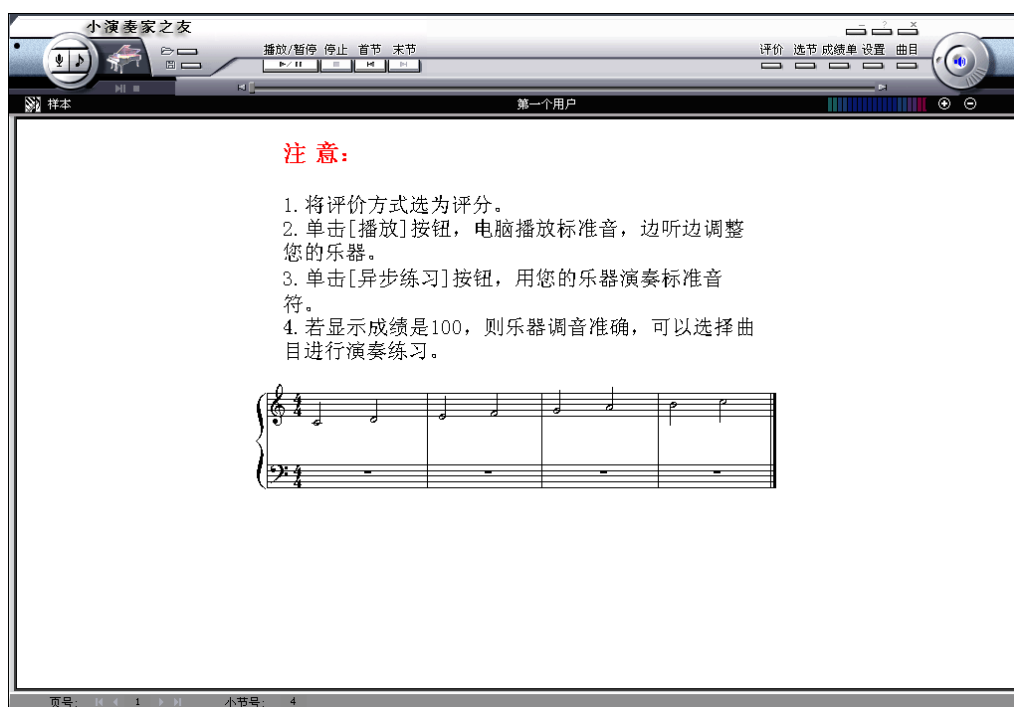 小演奏家之友
播放/暂停 停止 首节 末节
评价 选节 成绩单 设置 曲目
样本
第一个用户
注 意：
1. 将评价方式选为评分。
2. 单击[播放]按钮，电脑播放标准音，边听边调整
您的乐器。
3. 单击[异步练习]按钮，用您的乐器演奏标准音
符。
4. 若显示成绩是100，则乐器调音准确，可以选择曲
目进行演奏练习。
页号: 1 小节号: 4